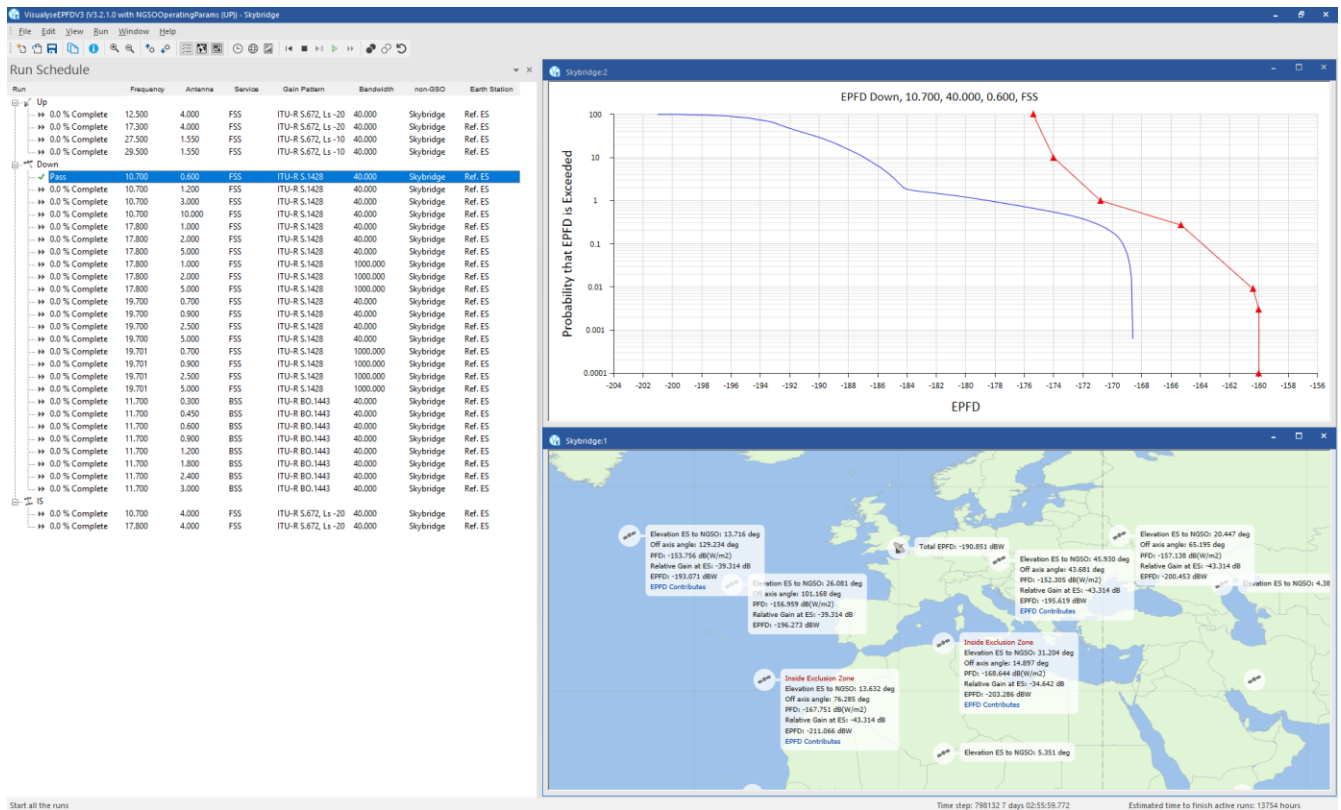 VisualyseEPFDV3 (V3.2.1.0 with NGSOOperatingParams (UP)) - Skybridge
File Edit View Run Window Help
Run Schedule
Run Frequency Antenna Service Gain Pattern Bandwidth non-GSO Earth Station
Up
0.0 % Complete 12.500 4.000 FSS ITU-R S.672, Ls -20 40.000 Skybridge Ref. ES
0.0 % Complete 17.300 4.000 FSS ITU-R S.672, Ls -20 40.000 Skybridge Ref. ES
0.0 % Complete 27.500 1.550 FSS ITU-R S.672, Ls -10 40.000 Skybridge Ref. ES
0.0 % Complete 29.500 1.550 FSS ITU-R S.672, Ls -10 40.000 Skybridge Ref. ES
Down
Pass 10.700 0.600 FSS ITU-R S.1428 40.000 Skybridge Ref. ES
0.0 % Complete 10.700 1.200 FSS ITU-R S.1428 40.000 Skybridge Ref. ES
0.0 % Complete 10.700 3.000 FSS ITU-R S.1428 40.000 Skybridge Ref. ES
0.0 % Complete 10.700 10.000 FSS ITU-R S.1428 40.000 Skybridge Ref. ES
0.0 % Complete 17.800 1.000 FSS ITU-R S.1428 40.000 Skybridge Ref. ES
0.0 % Complete 17.800 2.000 FSS ITU-R S.1428 40.000 Skybridge Ref. ES
0.0 % Complete 17.800 5.000 FSS ITU-R S.1428 40.000 Skybridge Ref. ES
0.0 % Complete 17.800 1.000 FSS ITU-R S.1428 1000.000 Skybridge Ref. ES
0.0 % Complete 17.800 2.000 FSS ITU-R S.1428 1000.000 Skybridge Ref. ES
0.0 % Complete 17.800 5.000 FSS ITU-R S.1428 1000.000 Skybridge Ref. ES
0.0 % Complete 19.700 0.700 FSS ITU-R S.1428 40.000 Skybridge Ref. ES
0.0 % Complete 19.700 0.900 FSS ITU-R S.1428 40.000 Skybridge Ref. ES
0.0 % Complete 19.700 2.500 FSS ITU-R S.1428 40.000 Skybridge Ref. ES
0.0 % Complete 19.700 5.000 FSS ITU-R S.1428 40.000 Skybridge Ref. ES
0.0 % Complete 19.701 0.700 FSS ITU-R S.1428 1000.000 Skybridge Ref. ES
0.0 % Complete 19.701 0.900 FSS ITU-R S.1428 1000.000 Skybridge Ref. ES
0.0 % Complete 19.701 2.500 FSS ITU-R S.1428 1000.000 Skybridge Ref. ES
0.0 % Complete 19.701 5.000 FSS ITU-R S.1428 1000.000 Skybridge Ref. ES
0.0 % Complete 11.700 0.300 BSS ITU-R BO.1443 40.000 Skybridge Ref. ES
0.0 % Complete 11.700 0.450 BSS ITU-R BO.1443 40.000 Skybridge Ref. ES
0.0 % Complete 11.700 0.600 BSS ITU-R BO.1443 40.000 Skybridge Ref. ES
0.0 % Complete 11.700 0.900 BSS ITU-R BO.1443 40.000 Skybridge Ref. ES
0.0 % Complete 11.700 1.200 BSS ITU-R BO.1443 40.000 Skybridge Ref. ES
0.0 % Complete 11.700 1.800 BSS ITU-R BO.1443 40.000 Skybridge Ref. ES
0.0 % Complete 11.700 2.400 BSS ITU-R BO.1443 40.000 Skybridge Ref. ES
0.0 % Complete 11.700 3.000 BSS ITU-R BO.1443 40.000 Skybridge Ref. ES
IS
0.0 % Complete 10.700 4.000 FSS ITU-R S.672, Ls -20 40.000 Skybridge Ref. ES
0.0 % Complete 17.800 4.000 FSS ITU-R S.672, Ls -20 40.000 Skybridge Ref. ES
Skybridge:2
EPFD Down, 10.700, 40.000, 0.600, FSS
Probability that EPFD is Exceeded
100
10
1
0.1
0.01
0.001
0.0001
-204 -202 -200 -198 -196 -194 -192 -190 -188 -186 -184 -182 -180 -178 -176 -174 -172 -170 -168 -166 -164 -162 -160 -158 -156
EPFD
Skybridge:1
Elevation ES to NGSO: 13.716 deg
Off axis angle: 129.234 deg
PFD: -153.756 dB(W/m2)
Relative Gain at ES: -39.314 dB
EPFD: -193.071 dBW
EPFD Contributes
Total EPFD: -190.851 dBW
Elevation ES to NGSO: 20.447 deg
Off axis angle: 65.195 deg
PFD: -157.138 dB(W/m2)
Relative Gain at ES: -43.314 dB
EPFD: -200.453 dBW
Elevation ES to NGSO: 45.930 deg
Off axis angle: 43.681 deg
PFD: -152.305 dB(W/m2)
Relative Gain at ES: -43.314 dB
EPFD: -195.619 dBW
EPFD Contributes
Elevation ES to NGSO: 26.081 deg
Off axis angle: 101.168 deg
PFD: -156.959 dB(W/m2)
Relative Gain at ES: -39.314 dB
EPFD: -196.273 dBW
Elevation ES to NGSO: 4.38
Inside Exclusion Zone
Elevation ES to NGSO: 31.204 deg
Off axis angle: 14.897 deg
PFD: -168.644 dB(W/m2)
Relative Gain at ES: -34.642 dB
EPFD: -203.286 dBW
EPFD Contributes
Inside Exclusion Zone
Elevation ES to NGSO: 13.632 deg
Off axis angle: 76.285 deg
PFD: -167.751 dB(W/m2)
Relative Gain at ES: -43.314 dB
EPFD: -211.066 dBW
EPFD Contributes
Elevation ES to NGSO: 5.351 deg
Start all the runs
Time step: 798132 7 days 02:55:59.772
Estimated time to finish active runs: 13754 hours